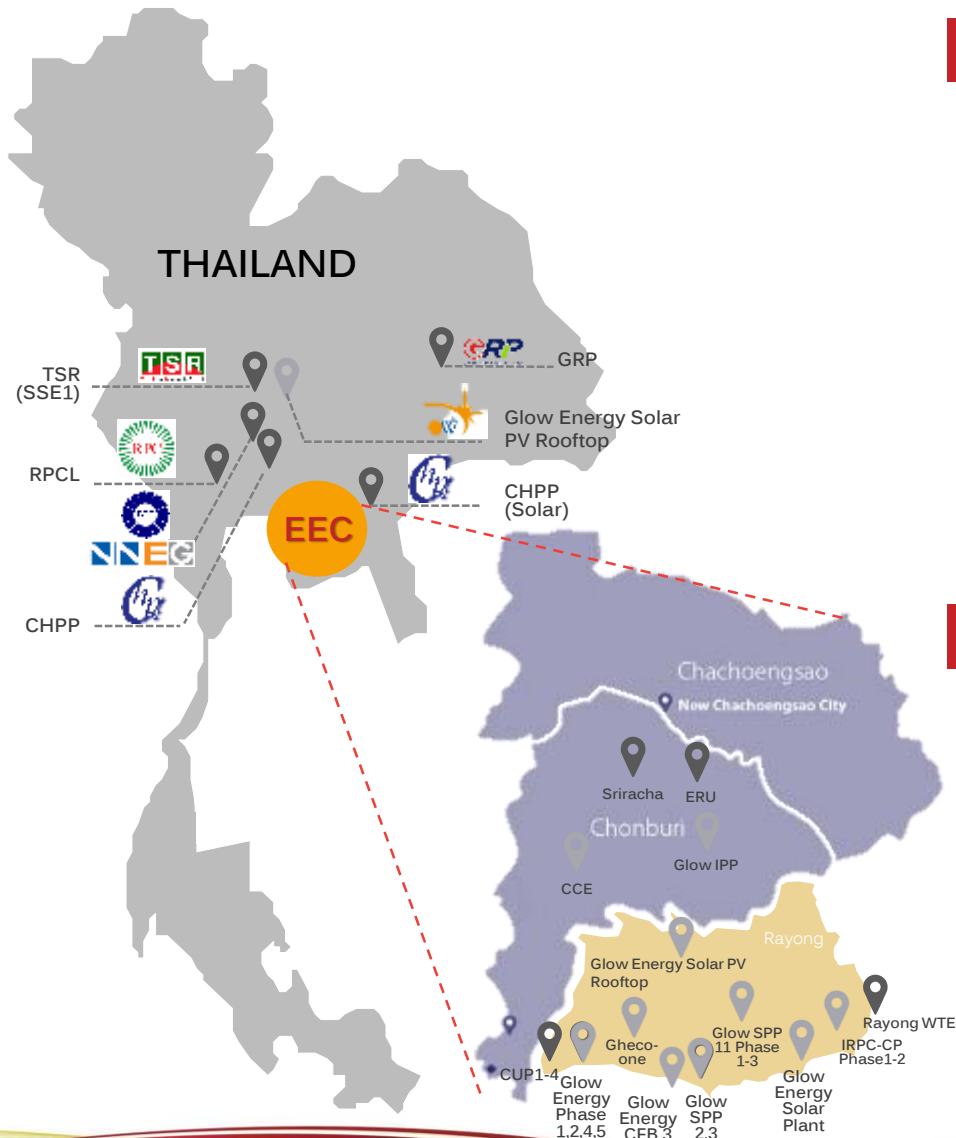 THAILAND
TSR
TSR
(SSE1)
GRP
GRP
Glow Energy Solar
PV Rooftop
RPC
RPCL
CHPP
(Solar)
EEC
NNEG
CHPP
Chachoengsao
New Chachoengsao City
Sriracha
ERU
Chonburi
Glow IPP
CCE
Rayong
Glow Energy Solar PV
Rooftop
Rayong WTE
Gheco-
one
Glow SPP
11 Phase
1-3
IRPC-CP
Phase1-2
CUP1-4
Glow
Energy
Phase
1,2,4,5
Glow
Energy
CFB 3
Glow
SPP
2,3
Glow
Energy
Solar
Plant